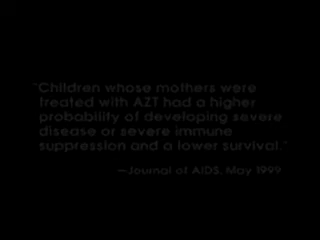 "Children whose mothers were
treated with AZT had a higher
probability of developing severe
disease or severe immune
suppression and a lower survival."
—Journal of AIDS, May 1999